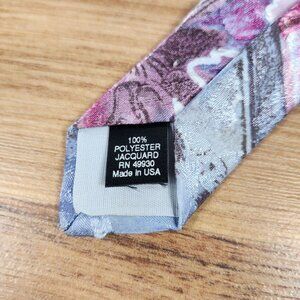 100%
POLYESTER
JACQUARD
RN 49930
Made in USA